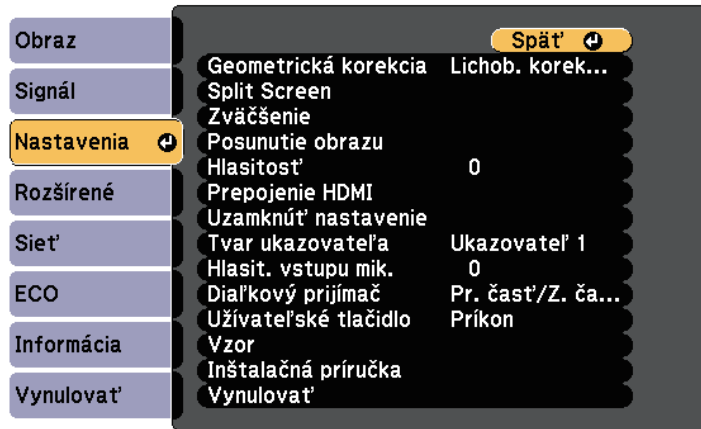 Obraz
Signál
Nastavenia
Rozšírené
Sieť
ECO
Informácia
Vynulovať
Späť
Geometrická korekcia Lichob. korek...
Split Screen
Zväčšenie
Posunutie obrazu
Hlasitosť 0
Prepojenie HDMI
Uzamknúť nastavenie
Tvar ukazovateľa Ukazovateľ 1
Hlasit. vstupu mik. 0
Diaľkový prijímač Pr. časť/Z. ča...
Užívateľské tlačidlo Príkon
Vzor
Inštalačná príručka
Vynulovať